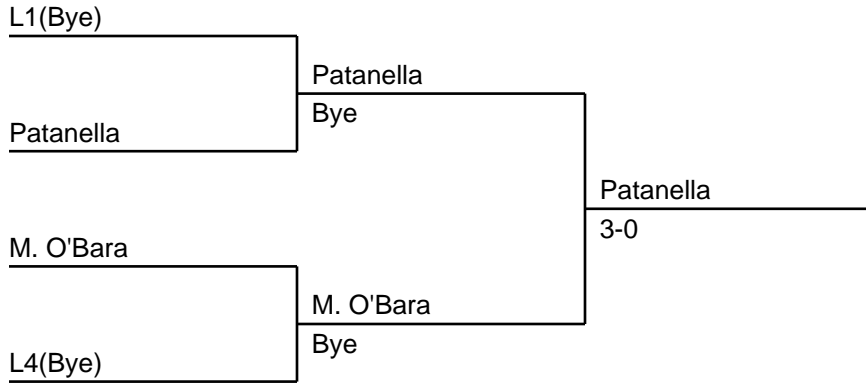 L1(Bye)
Patanella
Bye
Patanella
Patanella
3-0
M. O'Bara
M. O'Bara
Bye
L4(Bye)